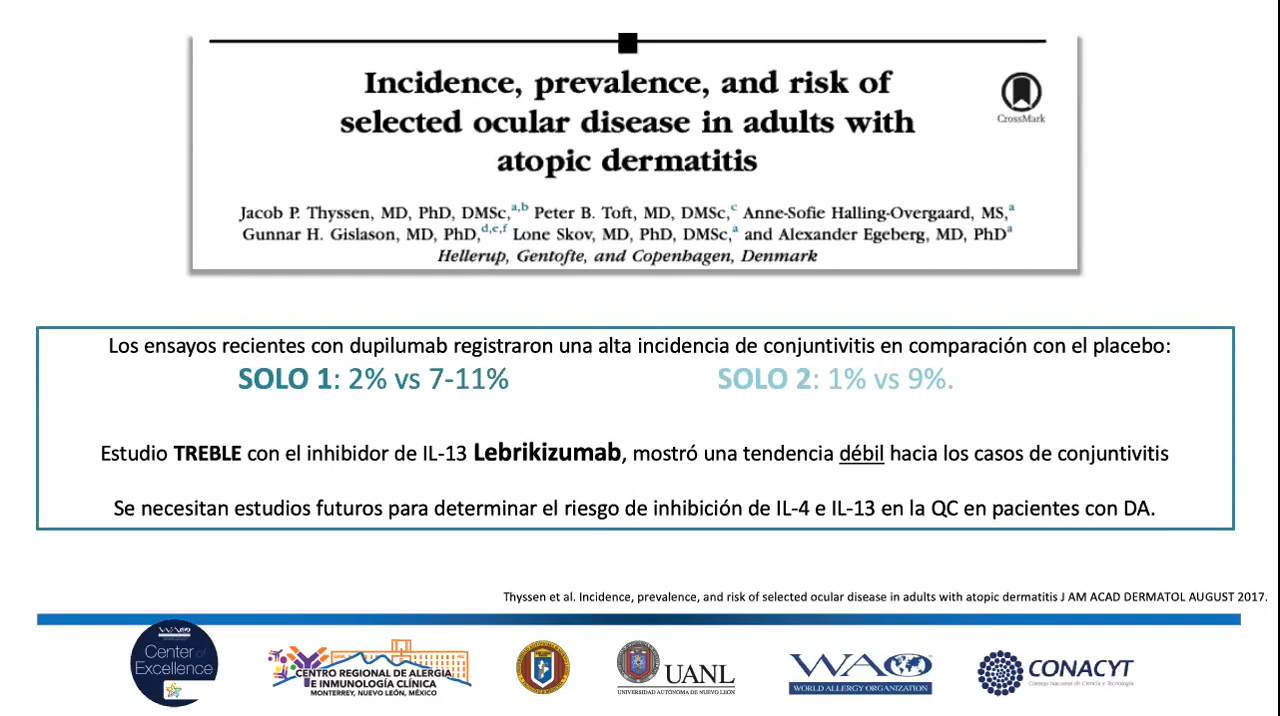 Incidence, prevalence, and risk of
selected ocular disease in adults with
atopic dermatitis
CrossMark
Jacob P. Thyssen, MD, PhD, DMSc,a,b Peter B. Toft, MD, DMSc,c Anne-Sofie Halling-Overgaard, MS,a
Gunnar H. Gislason, MD, PhD,d,e,f Lone Skov, MD, PhD, DMSc,a and Alexander Egeberg, MD, PhDa
Hellerup, Gentofte, and Copenhagen, Denmark
Los ensayos recientes con dupilumab registraron una alta incidencia de conjuntivitis en comparación con el placebo:
SOLO 1: 2% vs 7-11%
SOLO 2: 1% vs 9%.
Estudio TREBLE con el inhibidor de IL-13 Lebrikizumab, mostró una tendencia débil hacia los casos de conjuntivitis
Se necesitan estudios futuros para determinar el riesgo de inhibición de IL-4 e IL-13 en la QC en pacientes con DA.
Thyssen et al. Incidence, prevalence, and risk of selected ocular disease in adults with atopic dermatitis J AM ACAD DERMATOL AUGUST 2017.
WAO
Center of
Excellence
CENTRO REGIONAL DE ALERGIA
E INMUNOLOGÍA CLÍNICA
MONTERREY, NUEVO LEÓN, MÉXICO
UANL
UNIVERSIDAD AUTÓNOMA DE NUEVO LEÓN
WAO
WORLD ALLERGY ORGANIZATION
CONACYT
Consejo Nacional de Ciencia y Tecnología